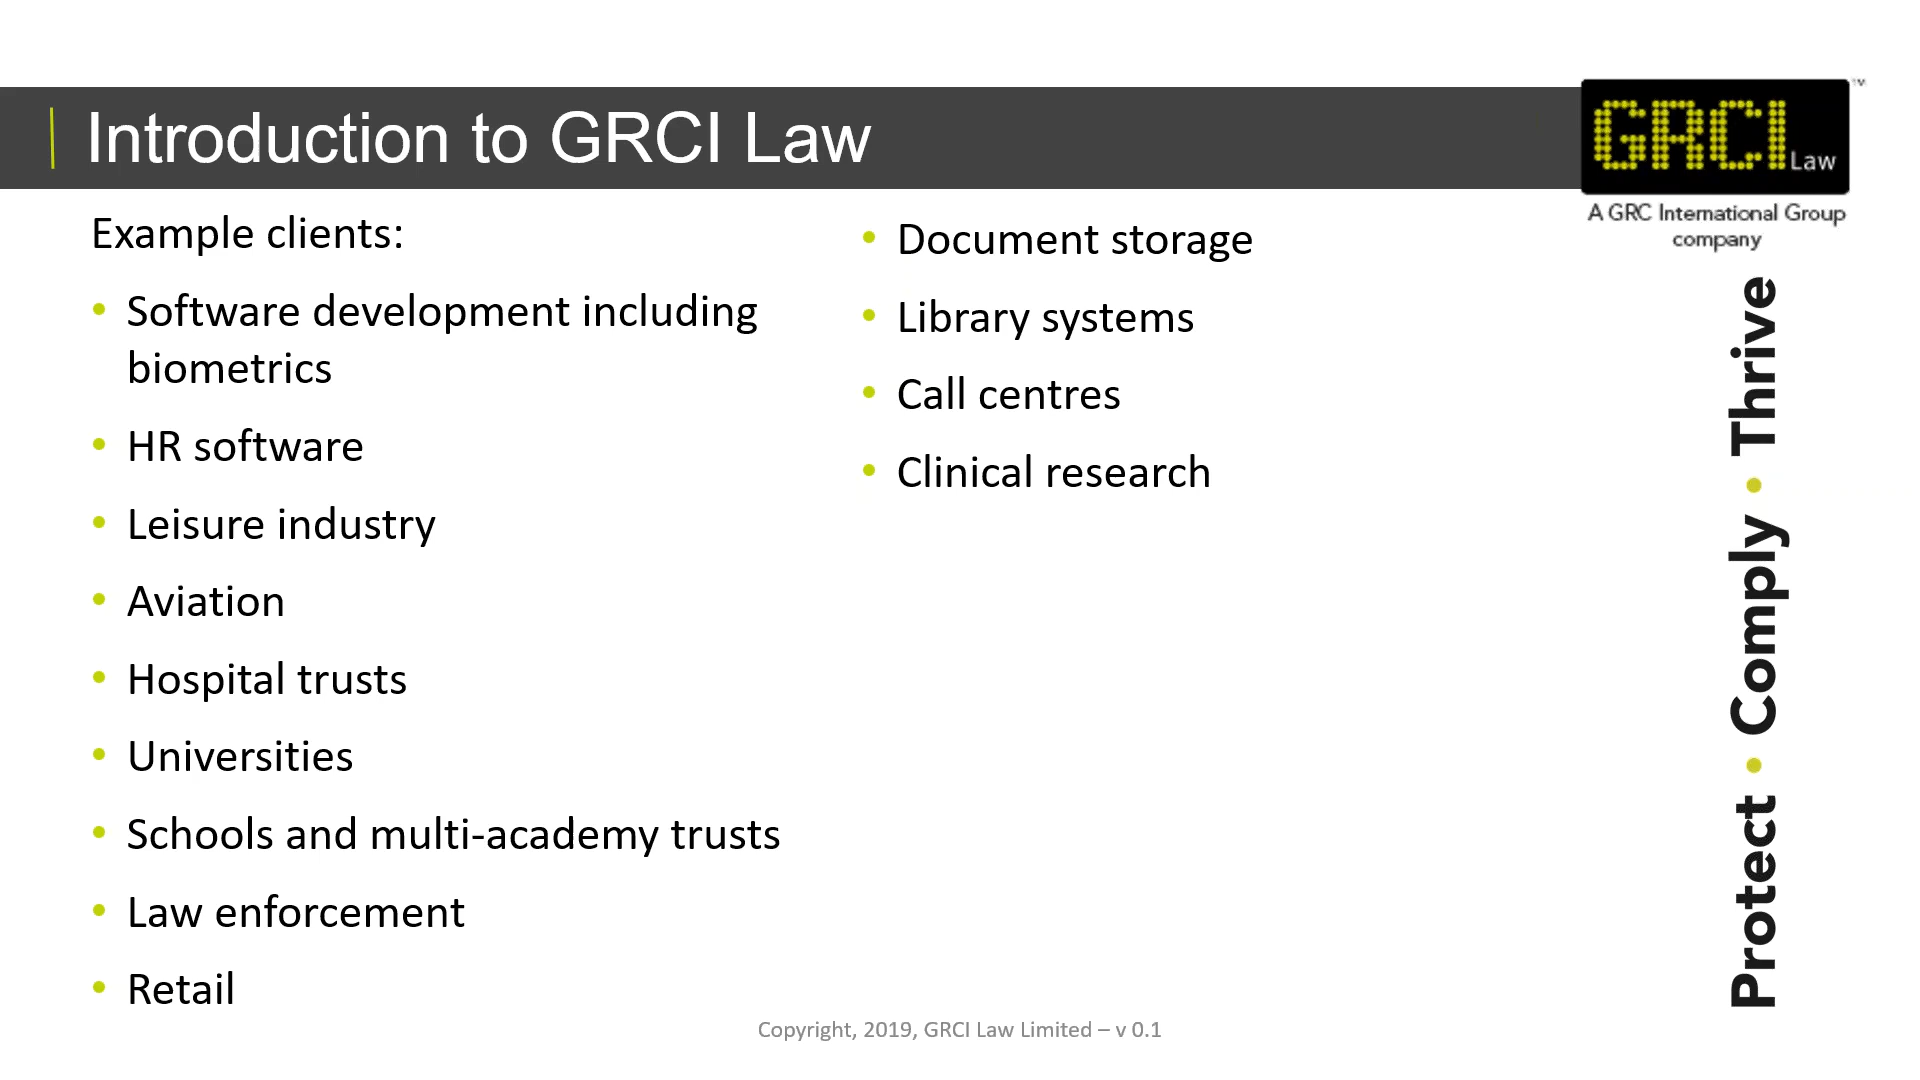 Introduction to GRCI Law
GRCI Law
™
A GRC International Group
company
Example clients:
• Software development including
biometrics
• HR software
• Leisure industry
• Aviation
• Hospital trusts
• Universities
• Schools and multi-academy trusts
• Law enforcement
• Retail
• Document storage
• Library systems
• Call centres
• Clinical research
Protect • Comply • Thrive
Copyright, 2019, GRCI Law Limited – v 0.1